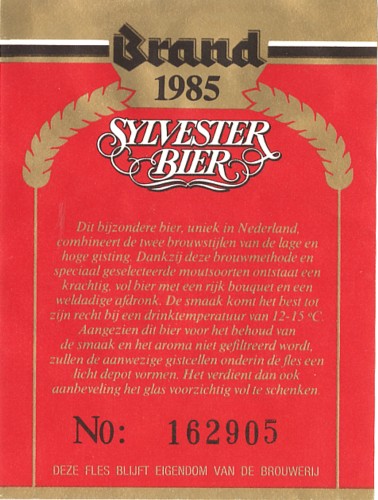 Brand
1985
SYLVESTER
BIER
Dit bijzondere bier, uniek in Nederland,
combineert de twee brouwstijlen van de lage en
hoge gisting. Dankzij deze brouwmethode en
speciaal geselecteerde moutsoorten ontstaat een
krachtig, vol bier met een rijk bouquet en een
weldadige afdronk. De smaak komt het best tot
zijn recht bij een drinktemperatuur van 12-15 °C.
Aangezien dit bier voor het behoud van
de smaak en het aroma niet gefiltreerd wordt,
zullen de aanwezige gistcellen onderin de fles een
licht depot vormen. Het verdient dan ook
aanbeveling het glas voorzichtig vol te schenken.
No: 162905
DEZE FLES BLIJFT EIGENDOM VAN DE BROUWERIJ